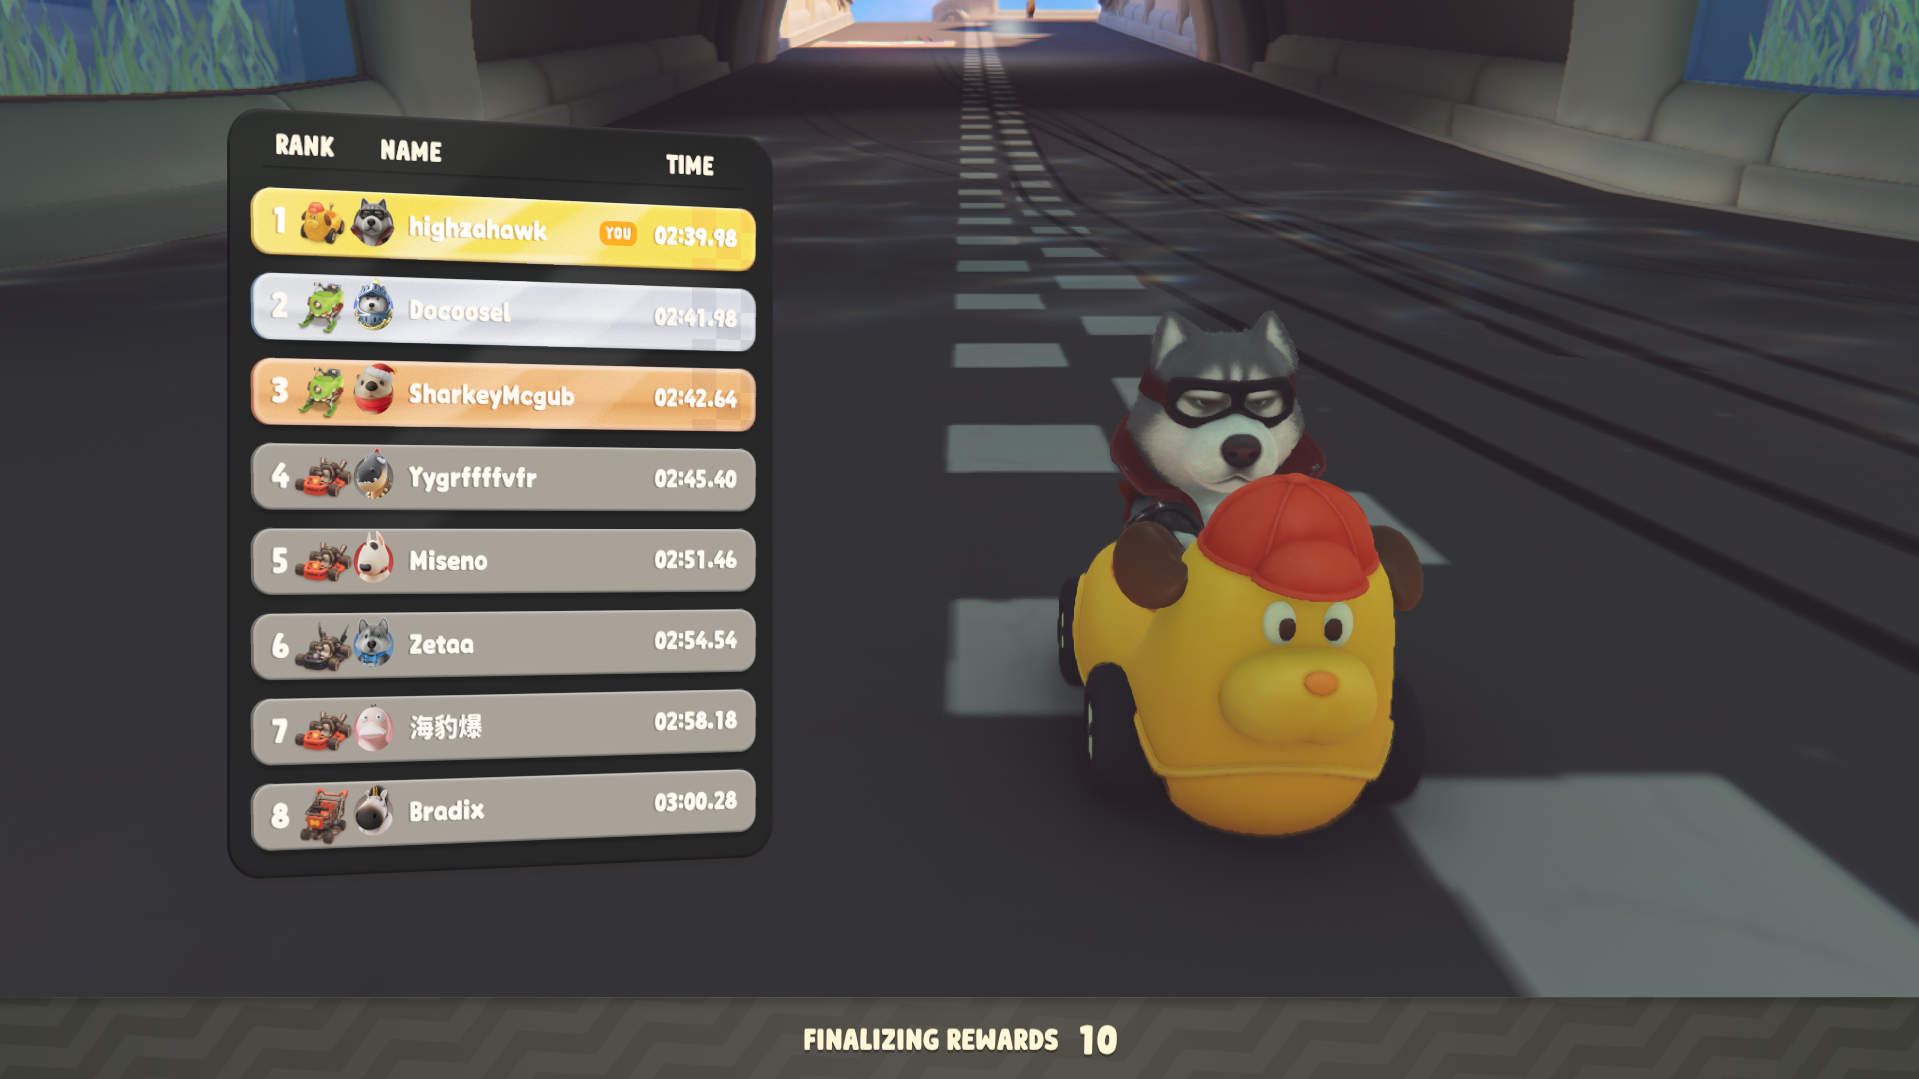 RANK NAME TIME
1 highzahawk YOU 02:39.98
2 Docoosel 02:41.98
3 SharkeyMcgub 02:42.64
4 Yygrffffvfr 02:45.40
5 Miseno 02:51.46
6 Zetaa 02:54.54
7 海豹爆 02:58.18
8 Bradix 03:00.28
FINALIZING REWARDS 10